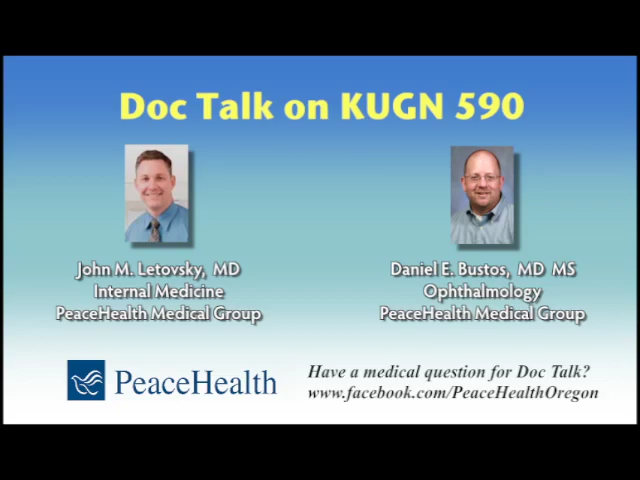 Doc Talk on KUGN 590
John M. Letovsky, MD
Internal Medicine
PeaceHealth Medical Group
Daniel E. Bustos, MD MS
Ophthalmology
PeaceHealth Medical Group
PeaceHealth
Have a medical question for Doc Talk?
www.facebook.com/PeaceHealthOregon